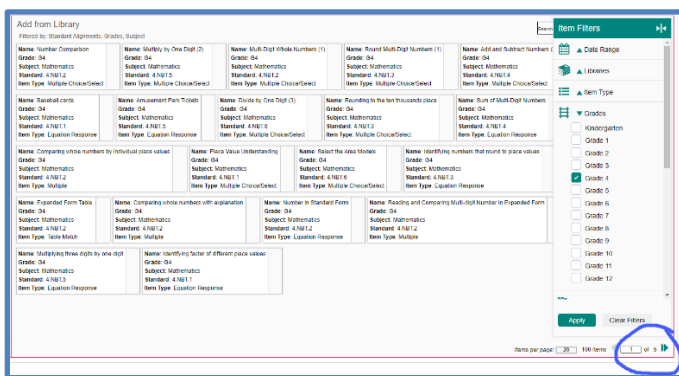 Add from Library
Filtered by: Standard Alignments, Grades, Subject
Search
Name: Number Comparison
Grade: G4
Subject: Mathematics
Standard: 4.NBT.2
Item Type: Multiple Choice/Select
Name: Multiply by One Digit (2)
Grade: G4
Subject: Mathematics
Standard: 4.NBT.5
Item Type: Multiple Choice/Select
Name: Multi-Digit Whole Numbers (1)
Grade: G4
Subject: Mathematics
Standard: 4.NBT.2
Item Type: Multiple Choice/Select
Name: Round Multi-Digit Numbers (1)
Grade: G4
Subject: Mathematics
Standard: 4.NBT.3
Item Type: Multiple Choice/Select
Name: Add and Subtract Numbers (
Grade: G4
Subject: Mathematics
Standard: 4.NBT.4
Item Type: Multiple Choice/Select
Name: Baseball cards
Grade: G4
Subject: Mathematics
Standard: 4.NBT.1
Item Type: Equation Response
Name: Amusement Park Tickets
Grade: G4
Subject: Mathematics
Standard: 4.NBT.5
Item Type: Equation Response
Name: Divide by One Digit (3)
Grade: G4
Subject: Mathematics
Standard: 4.NBT.6
Item Type: Multiple Choice/Select
Name: Rounding to the ten thousands place
Grade: G4
Subject: Mathematics
Standard: 4.NBT.3
Item Type: Multiple Choice/Select
Name: Sum of Multi-Digit Numbers
Grade: G4
Subject: Mathematics
Standard: 4.NBT.4
Item Type: Equation Response
Name: Comparing whole numbers by individual place values
Grade: G4
Subject: Mathematics
Standard: 4.NBT.2
Item Type: Multiple
Name: Place Value Understanding
Grade: G4
Subject: Mathematics
Standard: 4.NBT.1
Item Type: Multiple Choice/Select
Name: Select the Area Models
Grade: G4
Subject: Mathematics
Standard: 4.NBT.6
Item Type: Multiple Choice/Select
Name: Identifying numbers that round to place values
Grade: G4
Subject: Mathematics
Standard: 4.NBT.3
Item Type: Equation Response
Name: Expanded Form Table
Grade: G4
Subject: Mathematics
Standard: 4.NBT.2
Item Type: Table Match
Name: Comparing whole numbers with explanation
Grade: G4
Subject: Mathematics
Standard: 4.NBT.2
Item Type: Multiple
Name: Number in Standard Form
Grade: G4
Subject: Mathematics
Standard: 4.NBT.2
Item Type: Equation Response
Name: Reading and Comparing Multi-digit Number in Expanded Form
Grade: G4
Subject: Mathematics
Standard: 4.NBT.2
Item Type: Multiple
Name: Multiplying three digits by one digit
Grade: G4
Subject: Mathematics
Standard: 4.NBT.5
Item Type: Equation Response
Name: Identifying factor of different place values
Grade: G4
Subject: Mathematics
Standard: 4.NBT.1
Item Type: Equation Response
Item Filters
Date Range
Libraries
Item Type
Grades
Kindergarten
Grade 1
Grade 2
Grade 3
Grade 4
Grade 5
Grade 6
Grade 7
Grade 8
Grade 9
Grade 10
Grade 11
Grade 12
Apply
Clear Filters
Items per page: 20 100 Items 1 of 5